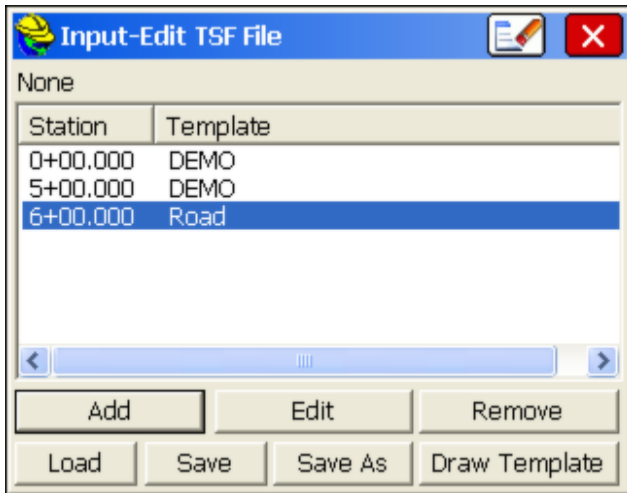 Input-Edit TSF File
None
Station Template
0+00.000 DEMO
5+00.000 DEMO
6+00.000 Road
Add Edit Remove
Load Save Save As Draw Template